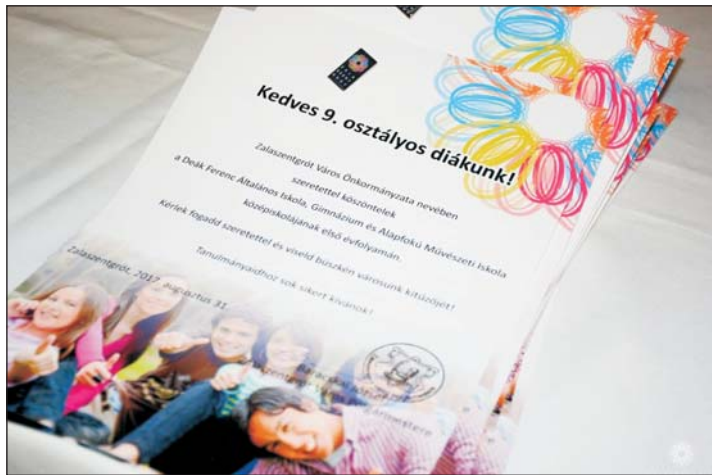 Kedves 9. osztályos diákunk!
Zalaszentgrót Város Önkormányzata nevében
szeretettel köszöntelek
a Deák Ferenc Általános Iskola, Gimnázium és Alapfokú Művészeti Iskola
középiskolájának első évfolyamán.
Kérlek fogadd szeretettel és viseld büszkén városunk kitűzőjét!
Tanulmányaidhoz sok sikert kívánok!
Zalaszentgrót, 2017. augusztus 31.